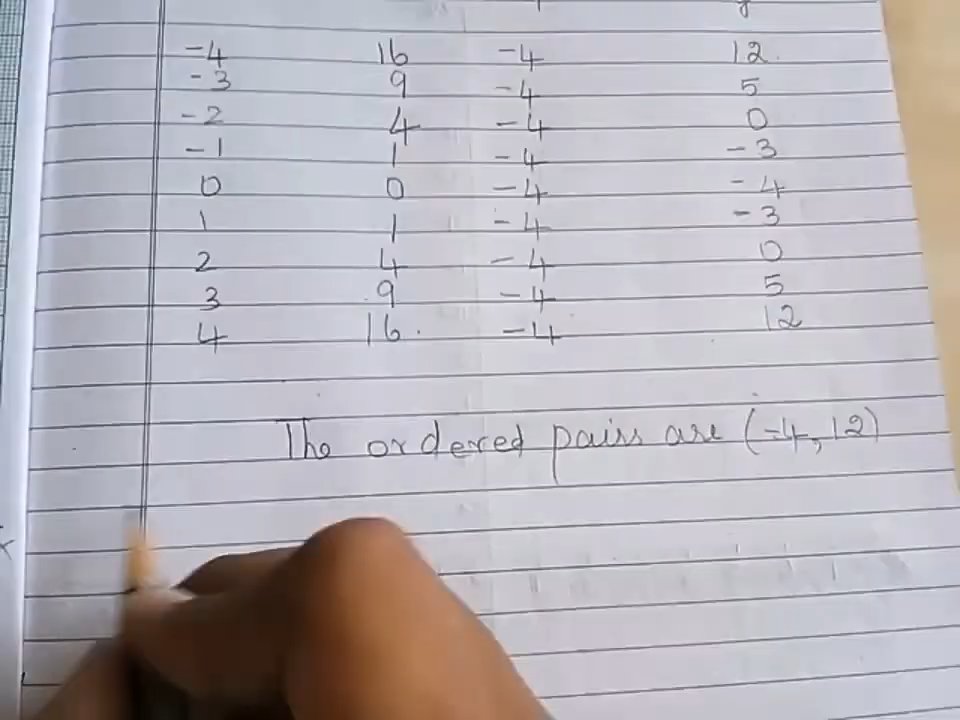 -4 16 -4 12
-3 9 -4 5
-2 4 -4 0
-1 1 -4 -3
0 0 -4 -4
1 1 -4 -3
2 4 -4 0
3 9 -4 5
4 16 -4 12
The ordered pairs are (-4, 12)